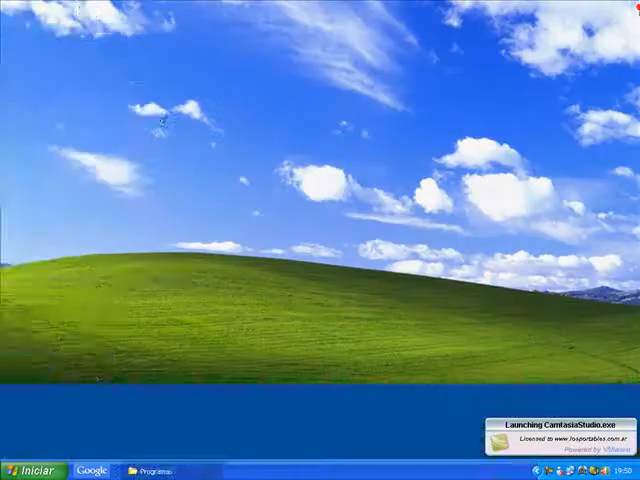 Launching CamtasiaStudio.exe
Licensed to www.losportables.com.ar
Powered by VMware
Iniciar
Google
Programas
19:50